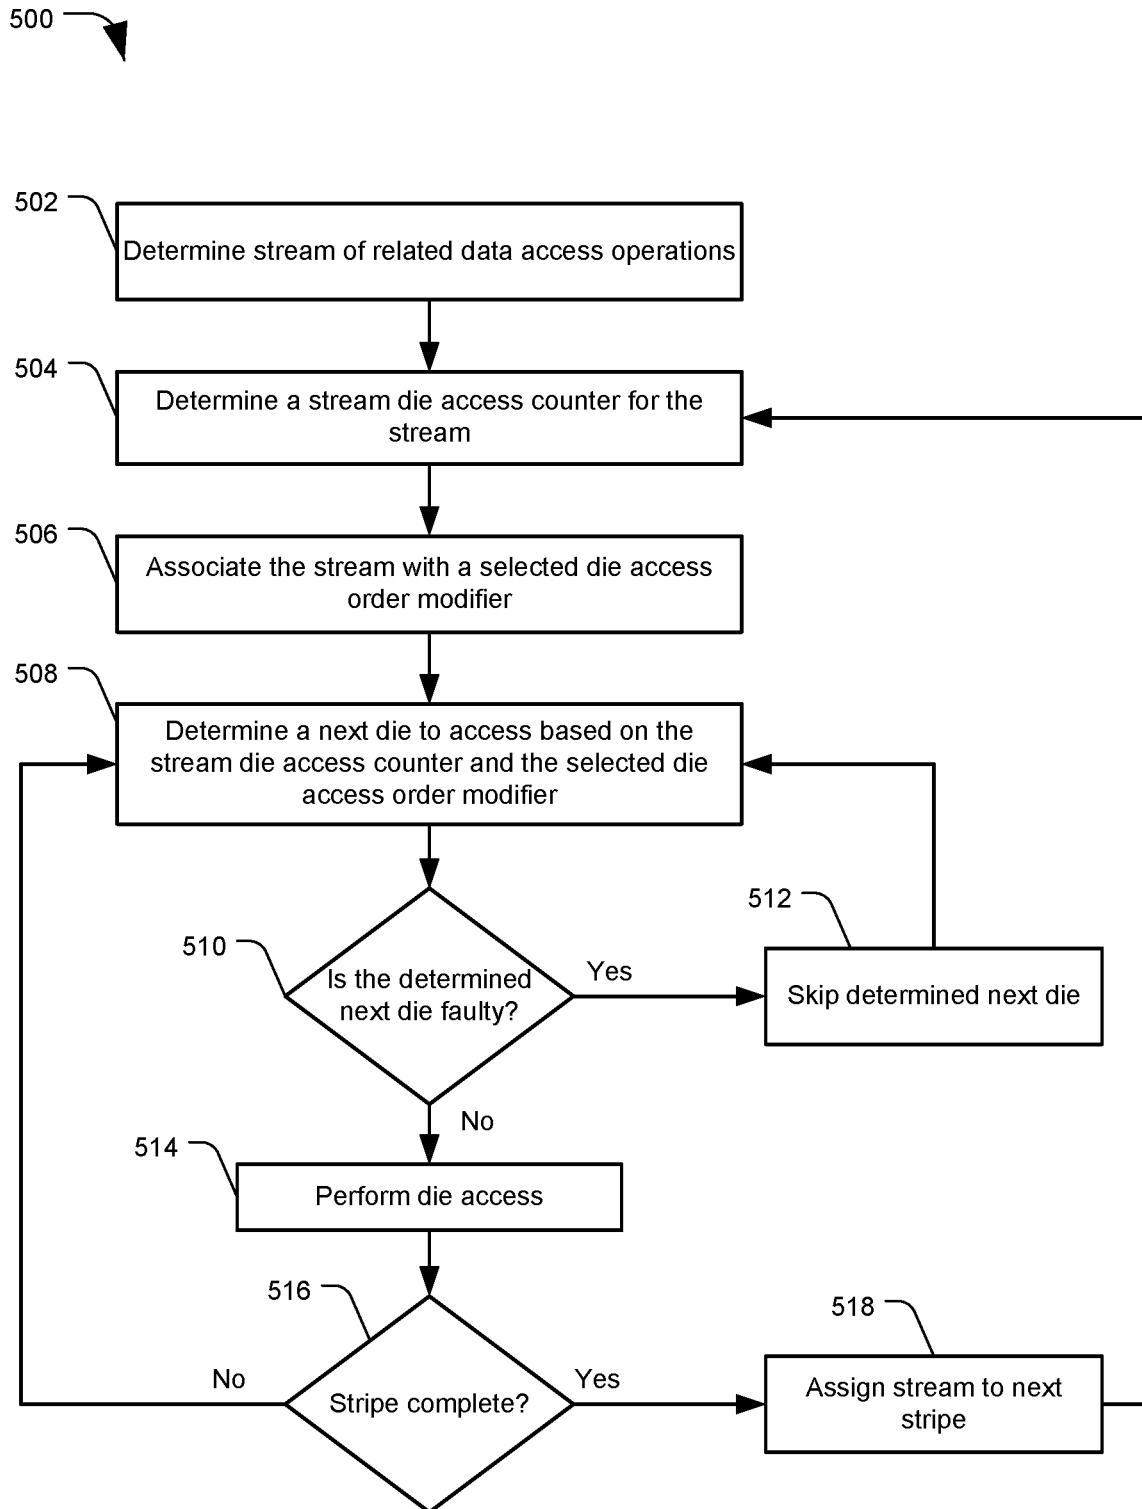 500
502
Determine stream of related data access operations
504
Determine a stream die access counter for the
stream
506
Associate the stream with a selected die access
order modifier
508
Determine a next die to access based on the
stream die access counter and the selected die
access order modifier
510
Is the determined
next die faulty?
Yes
512
Skip determined next die
No
514
Perform die access
516
Stripe complete?
No
Yes
518
Assign stream to next
stripe